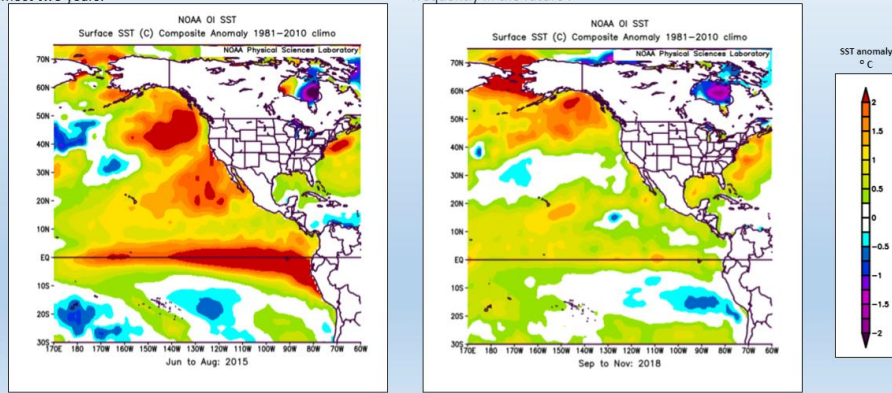 NOAA OI SST
Surface SST (C) Composite Anomaly 1981-2010 climo
NOAA Physical Sciences Laboratory
70N
60N
50N
40N
30N
20N
10N
EQ
10S
20S
30S
170E 180 170W 160W 150W 140W 130W 120W 110W 100W 90W 80W 70W 60W
Jun to Aug: 2015
NOAA OI SST
Surface SST (C) Composite Anomaly 1981-2010 climo
NOAA Physical Sciences Laboratory
70N
60N
50N
40N
30N
20N
10N
EQ
10S
20S
30S
170E 180 170W 160W 150W 140W 130W 120W 110W 100W 90W 80W 70W 60W
Sep to Nov: 2018
SST anomaly
° C
2
1.5
1
0.5
0
-0.5
-1
-1.5
-2